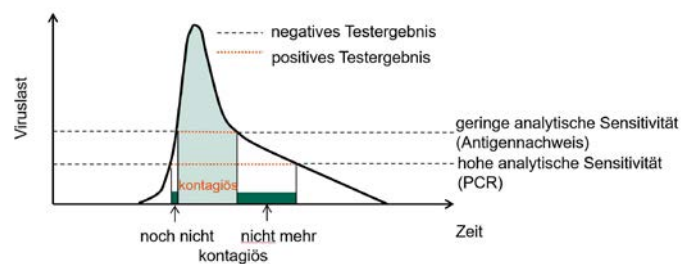 negatives Testergebnis
positives Testergebnis
Viruslast
geringe analytische Sensitivität
(Antigennachweis)
hohe analytische Sensitivität
(PCR)
kontagiös
noch nicht
nicht mehr
kontagiös
Zeit